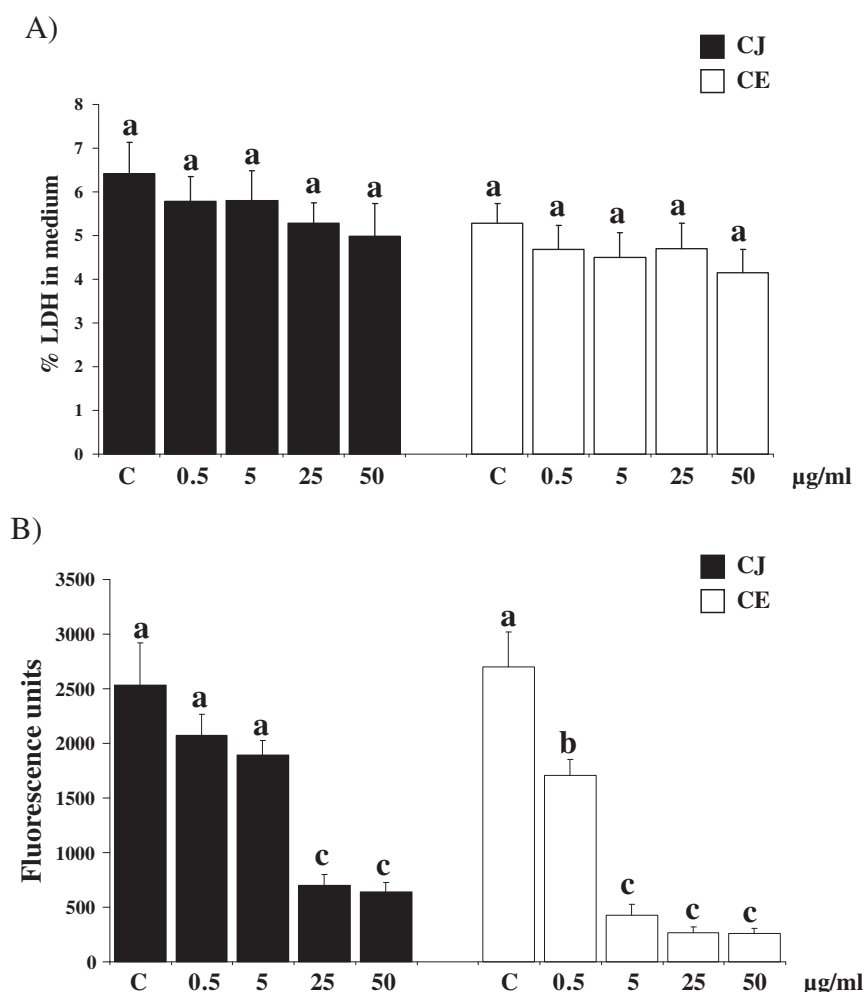 A)
CJ
CE
% LDH in medium
8
7
6
5
4
3
2
1
0
a a a a a a a a a a
C 0.5 5 25 50 C 0.5 5 25 50 µg/ml
B)
CJ
CE
Fluorescence units
3500
3000
2500
2000
1500
1000
500
0
a a a c c a b c c c
C 0.5 5 25 50 C 0.5 5 25 50 µg/ml